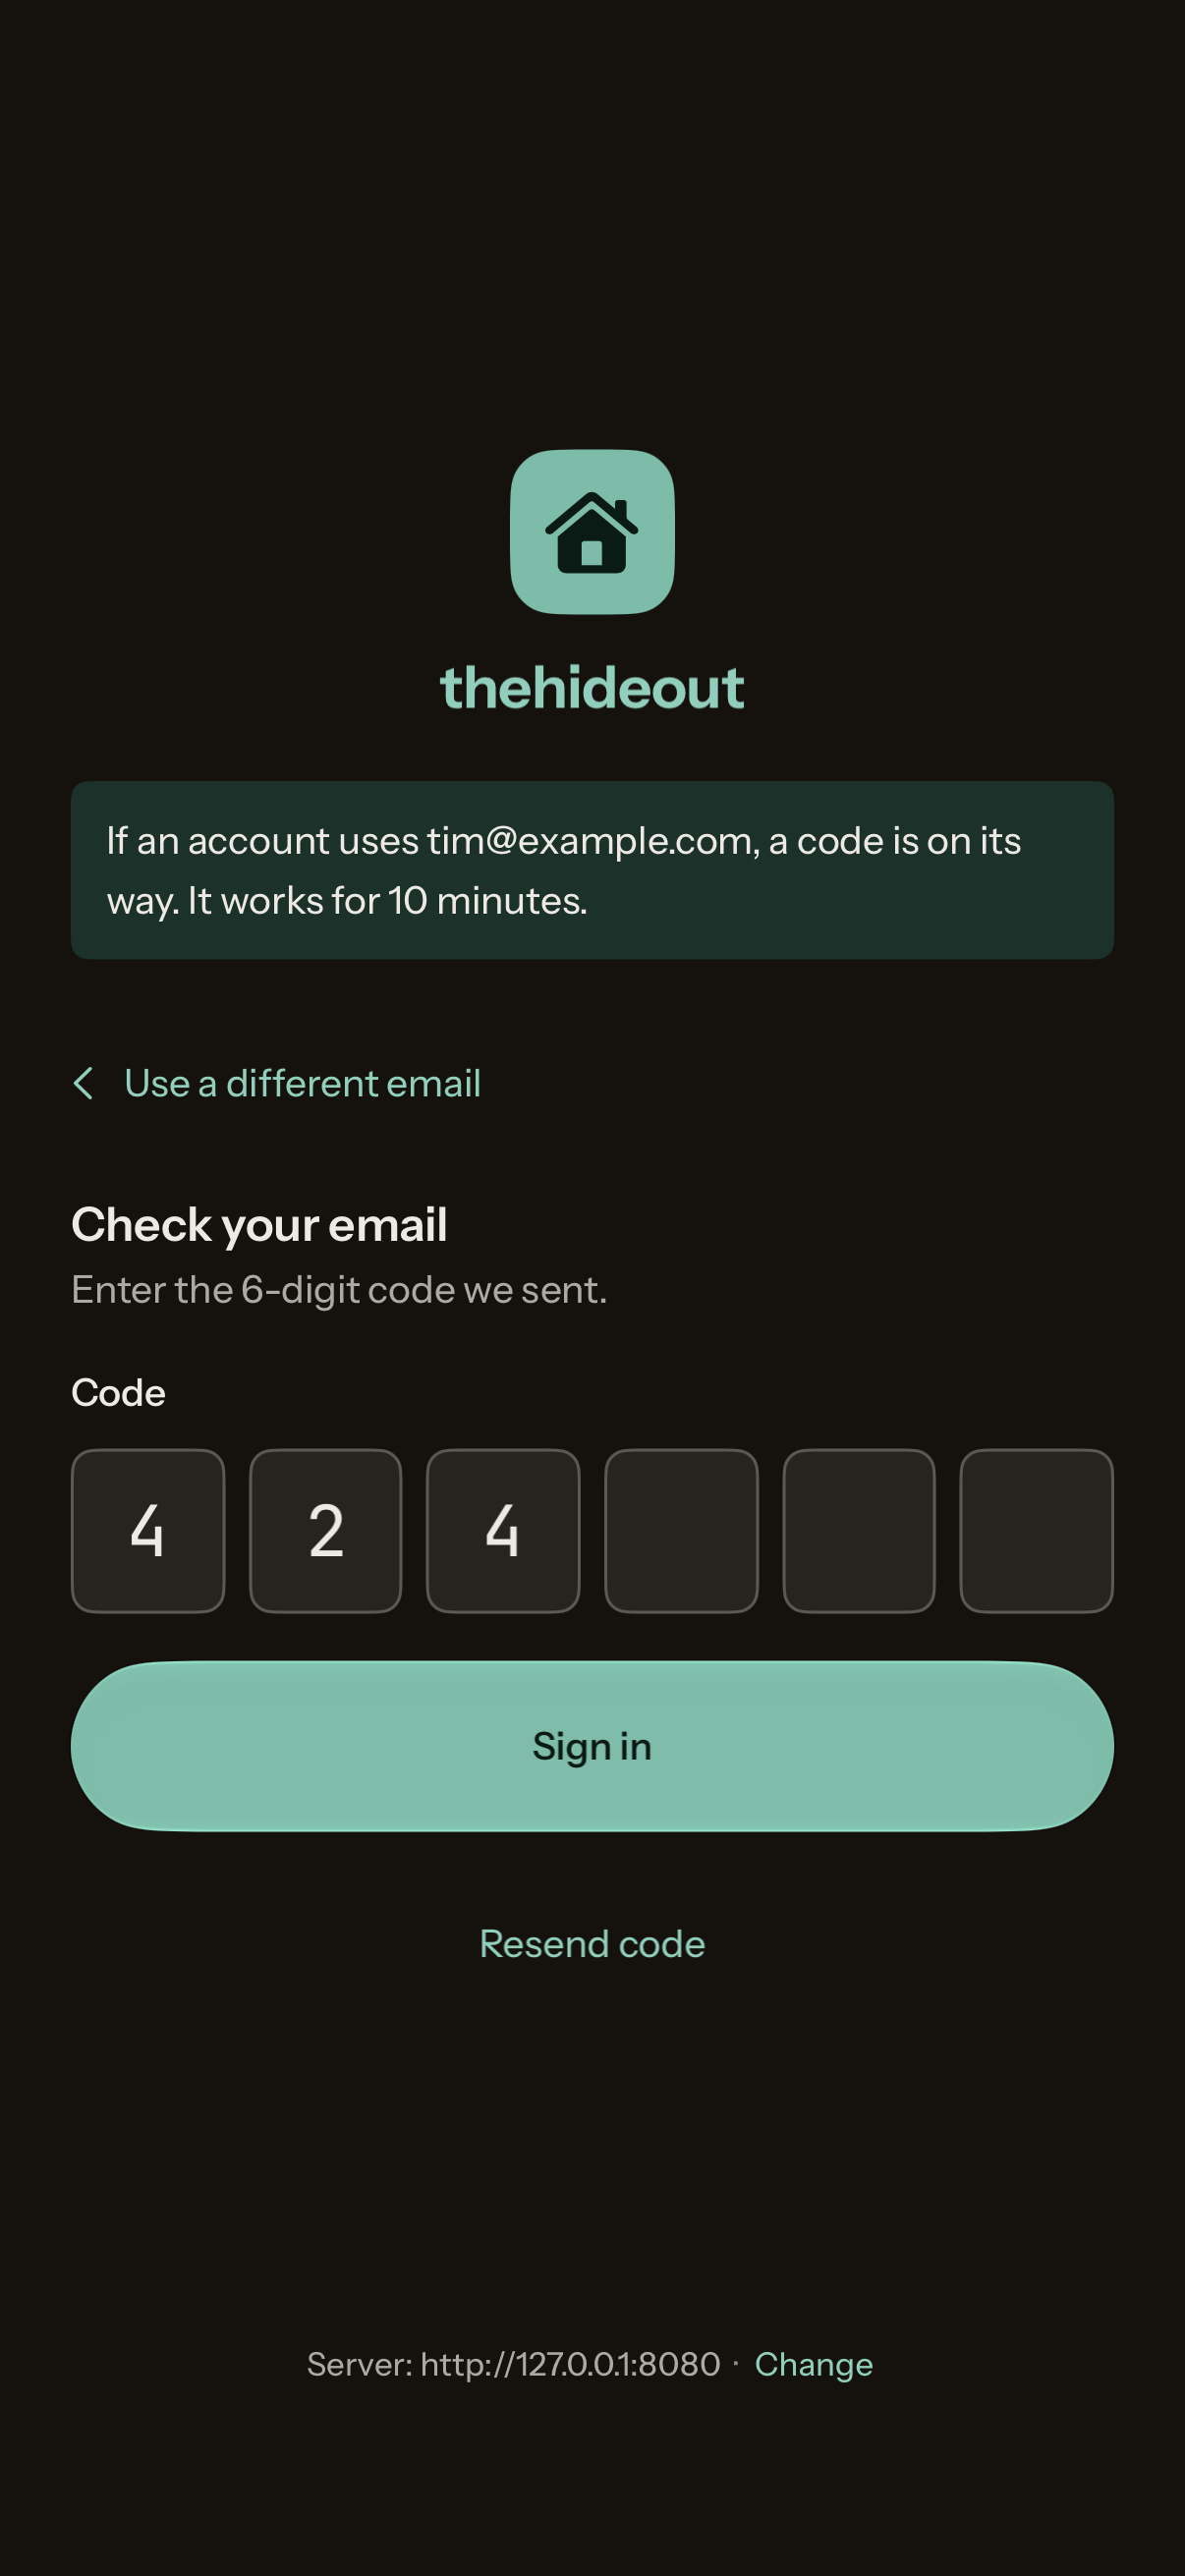 thehideout
If an account uses tim@example.com, a code is on its
way. It works for 10 minutes.
Use a different email
Check your email
Enter the 6-digit code we sent.
Code
4 2 4
Sign in
Resend code
Server: http://127.0.0.1:8080 · Change